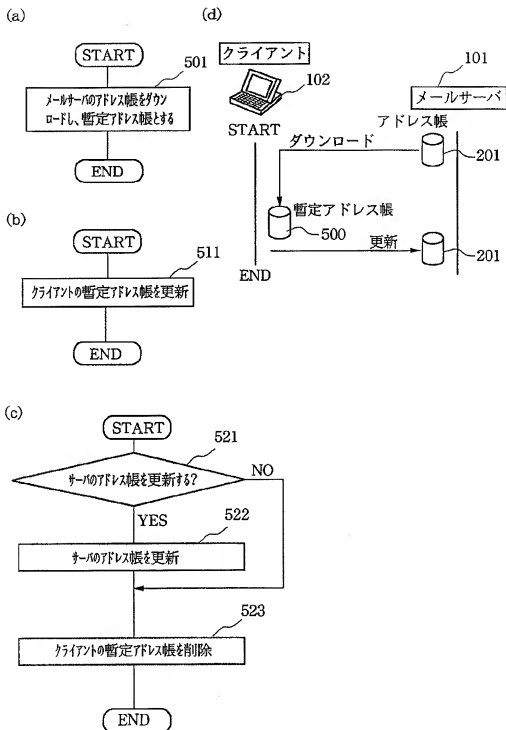 (a)
START
501
メールサーバのアドレス帳をダウン
ロードし、暫定アドレス帳とする
END
(b)
START
511
クライアントの暫定アドレス帳を更新
END
(c)
START
521
サーバのアドレス帳を更新する?
NO
YES
522
サーバのアドレス帳を更新
523
クライアントの暫定アドレス帳を削除
END
(d)
クライアント
102
101
メールサーバ
START
アドレス帳
ダウンロード
201
暫定アドレス帳
500
更新
201
END